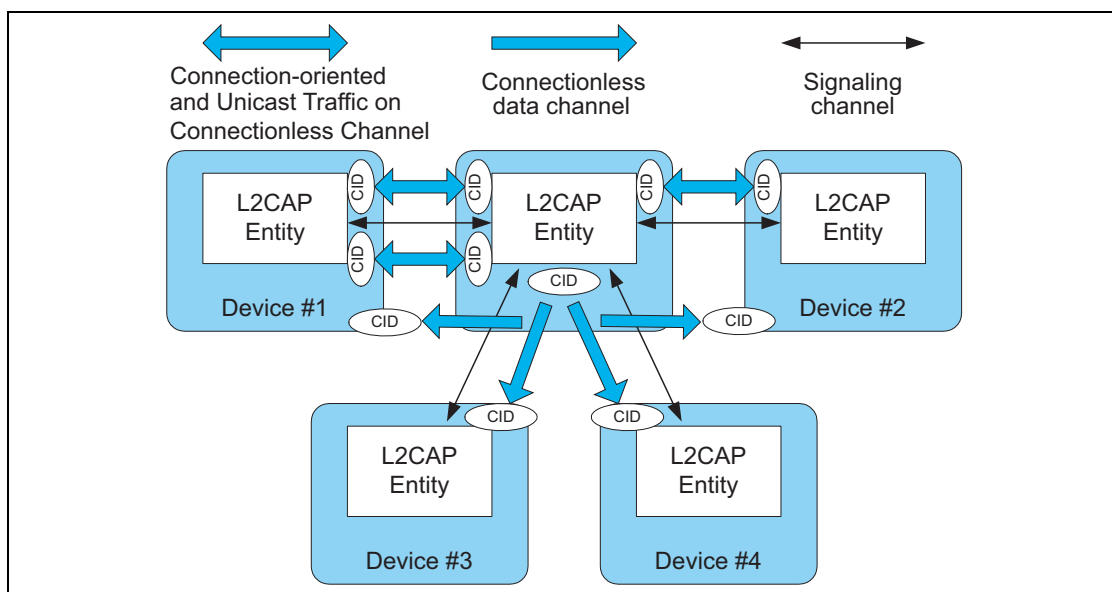 Connection-oriented
and Unicast Traffic on
Connectionless Channel
Connectionless
data channel
Signaling
channel
L2CAP
Entity
CID
CID
CID
CID
L2CAP
Entity
CID
CID
L2CAP
Entity
Device #1
CID
CID
CID
Device #2
CID
L2CAP
Entity
Device #3
CID
L2CAP
Entity
Device #4